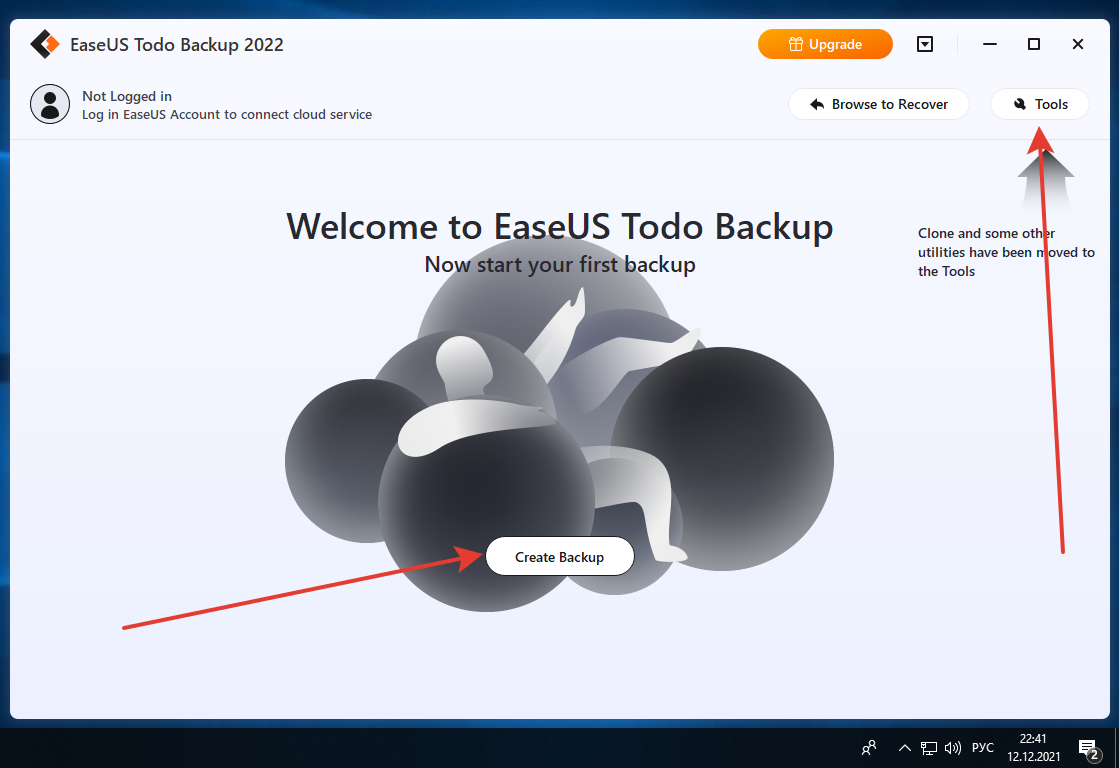 EaseUS Todo Backup 2022
Upgrade
Not Logged in
Log in EaseUS Account to connect cloud service
Browse to Recover
Tools
Welcome to EaseUS Todo Backup
Now start your first backup
Clone and some other
utilities have been moved to
the Tools
Create Backup
РУС
22:41
12.12.2021
2